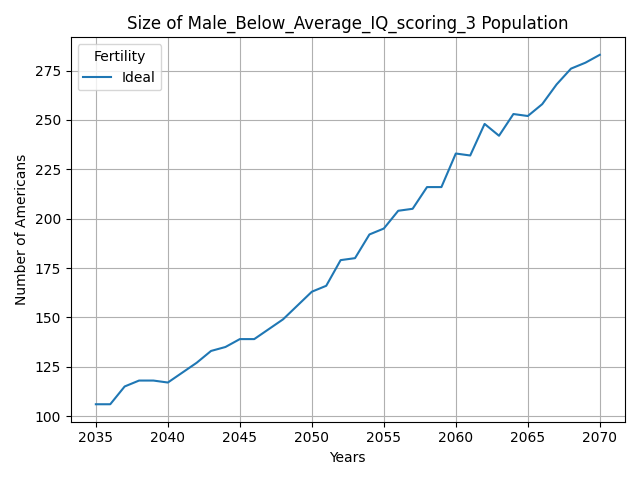 Size of Male_Below_Average_IQ_scoring_3 Population
Fertility
Ideal
275
250
225
200
175
150
125
100
Number of Americans
2035 2040 2045 2050 2055 2060 2065 2070
Years